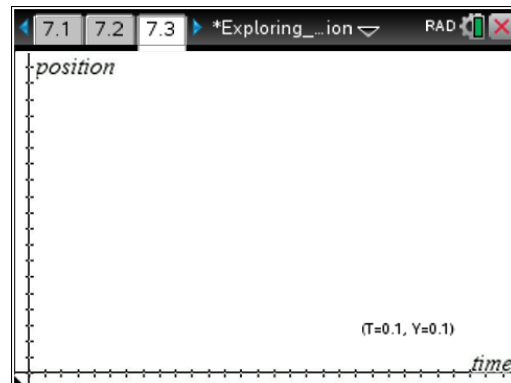 7.1 7.2 7.3 *Exploring_...ion RAD
position
(T=0.1, Y=0.1)
time